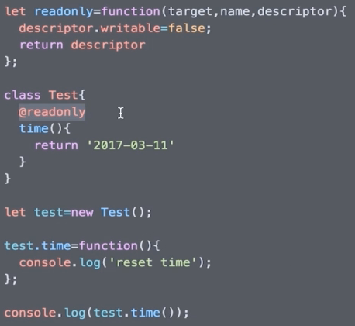 let readonly=function(target,name,descriptor){
descriptor.writable=false;
return descriptor
};
class Test{
@readonly
time(){
return '2017-03-11'
}
}
let test=new Test();
test.time=function(){
console.log('reset time');
};
console.log(test.time());